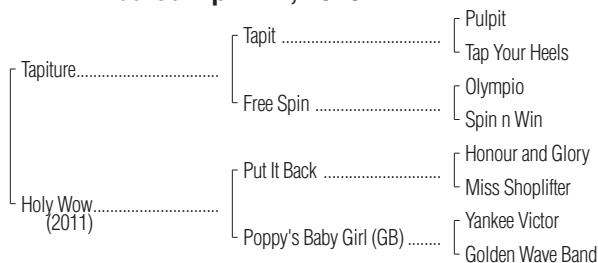 Pulpit
Tapit
Tap Your Heels
Tapiture
Olympio
Free Spin
Spin n Win
Honour and Glory
Put It Back
Miss Shoplifter
Holy Wow
(2011)
Yankee Victor
Poppy's Baby Girl (GB)
Golden Wave Band